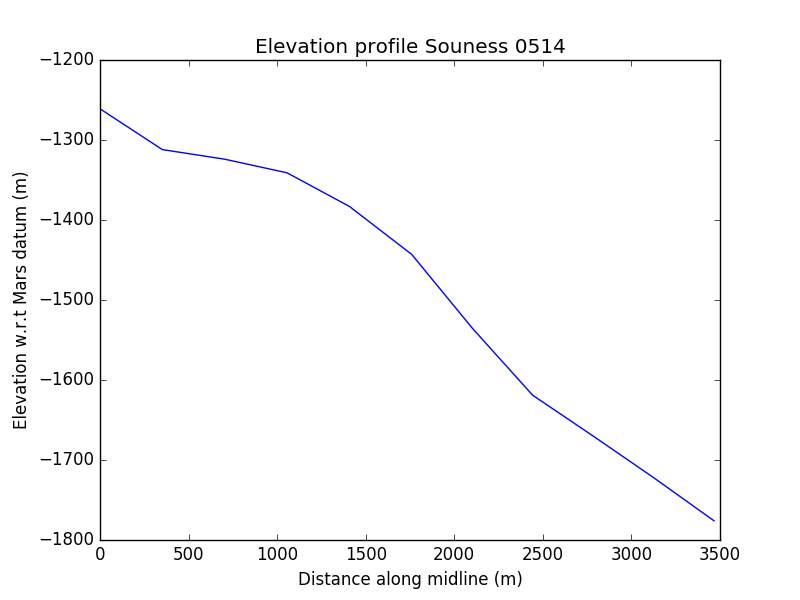 Elevation profile Souness 0514
−1200
−1300
−1400
−1500
−1600
−1700
−1800
Elevation w.r.t Mars datum (m)
0 500 1000 1500 2000 2500 3000 3500
Distance along midline (m)